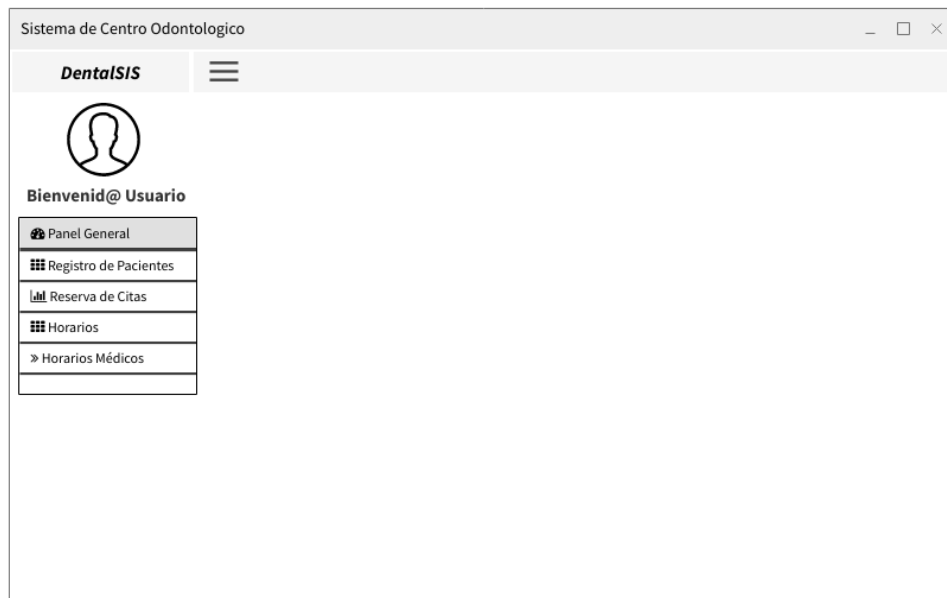 Sistema de Centro Odontologico
DentalSIS
Bienvenid@ Usuario
Panel General
Registro de Pacientes
Reserva de Citas
Horarios
» Horarios Médicos